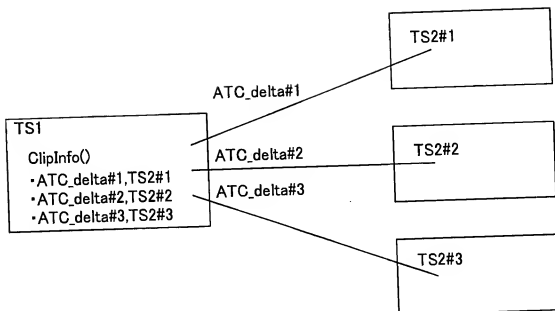 TS2#1
ATC_delta#1
TS1
ClipInfo()
・ATC_delta#1,TS2#1
・ATC_delta#2,TS2#2
・ATC_delta#3,TS2#3
ATC_delta#2
TS2#2
ATC_delta#3
TS2#3